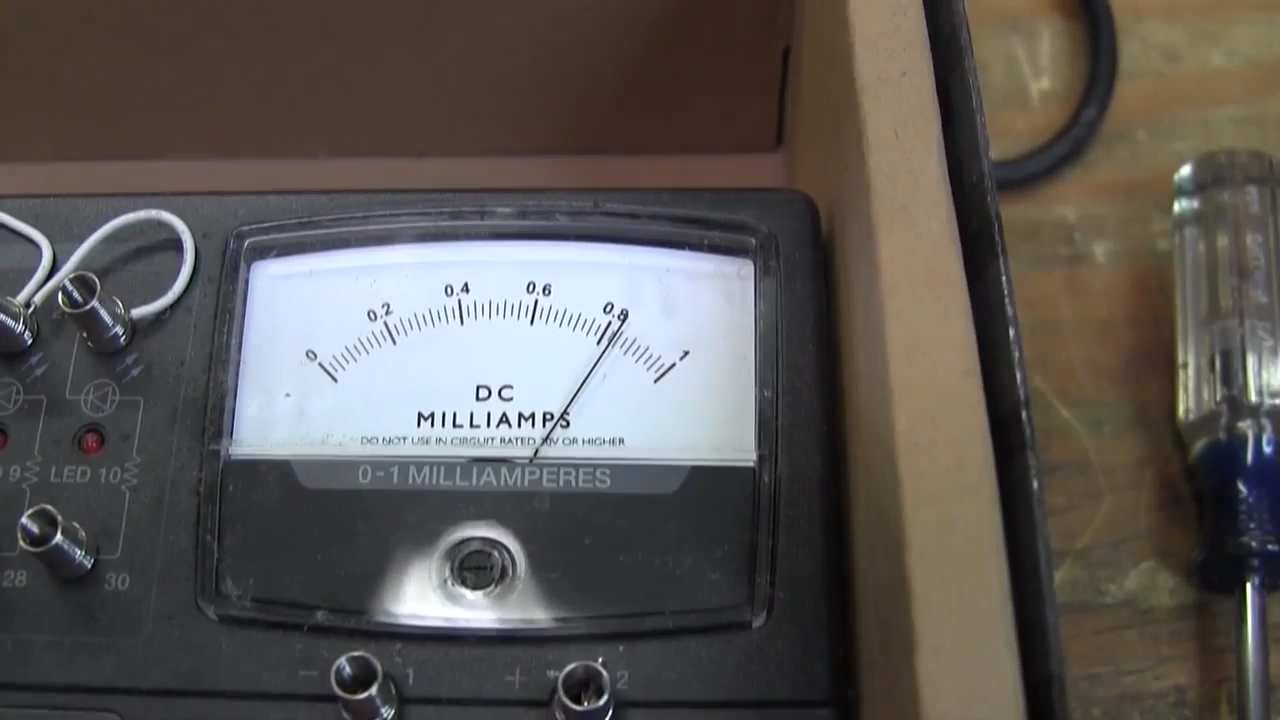 0 0.2 0.4 0.6 0.8 1
DC
MILLIAMPS
DO NOT USE IN CIRCUIT RATED 30V OR HIGHER
0-1 MILLIAMPERES
9 LED 10
28 30
- 1 + 2